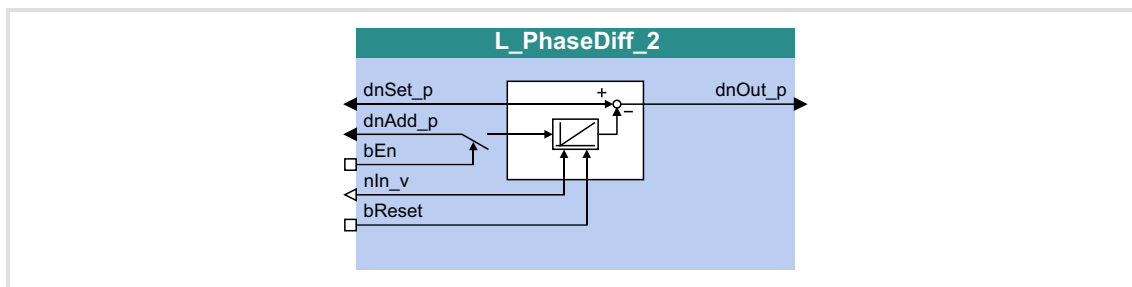 L_PhaseDiff_2
dnSet_p
+
dnOut_p
−
dnAdd_p
bEn
nIn_v
bReset